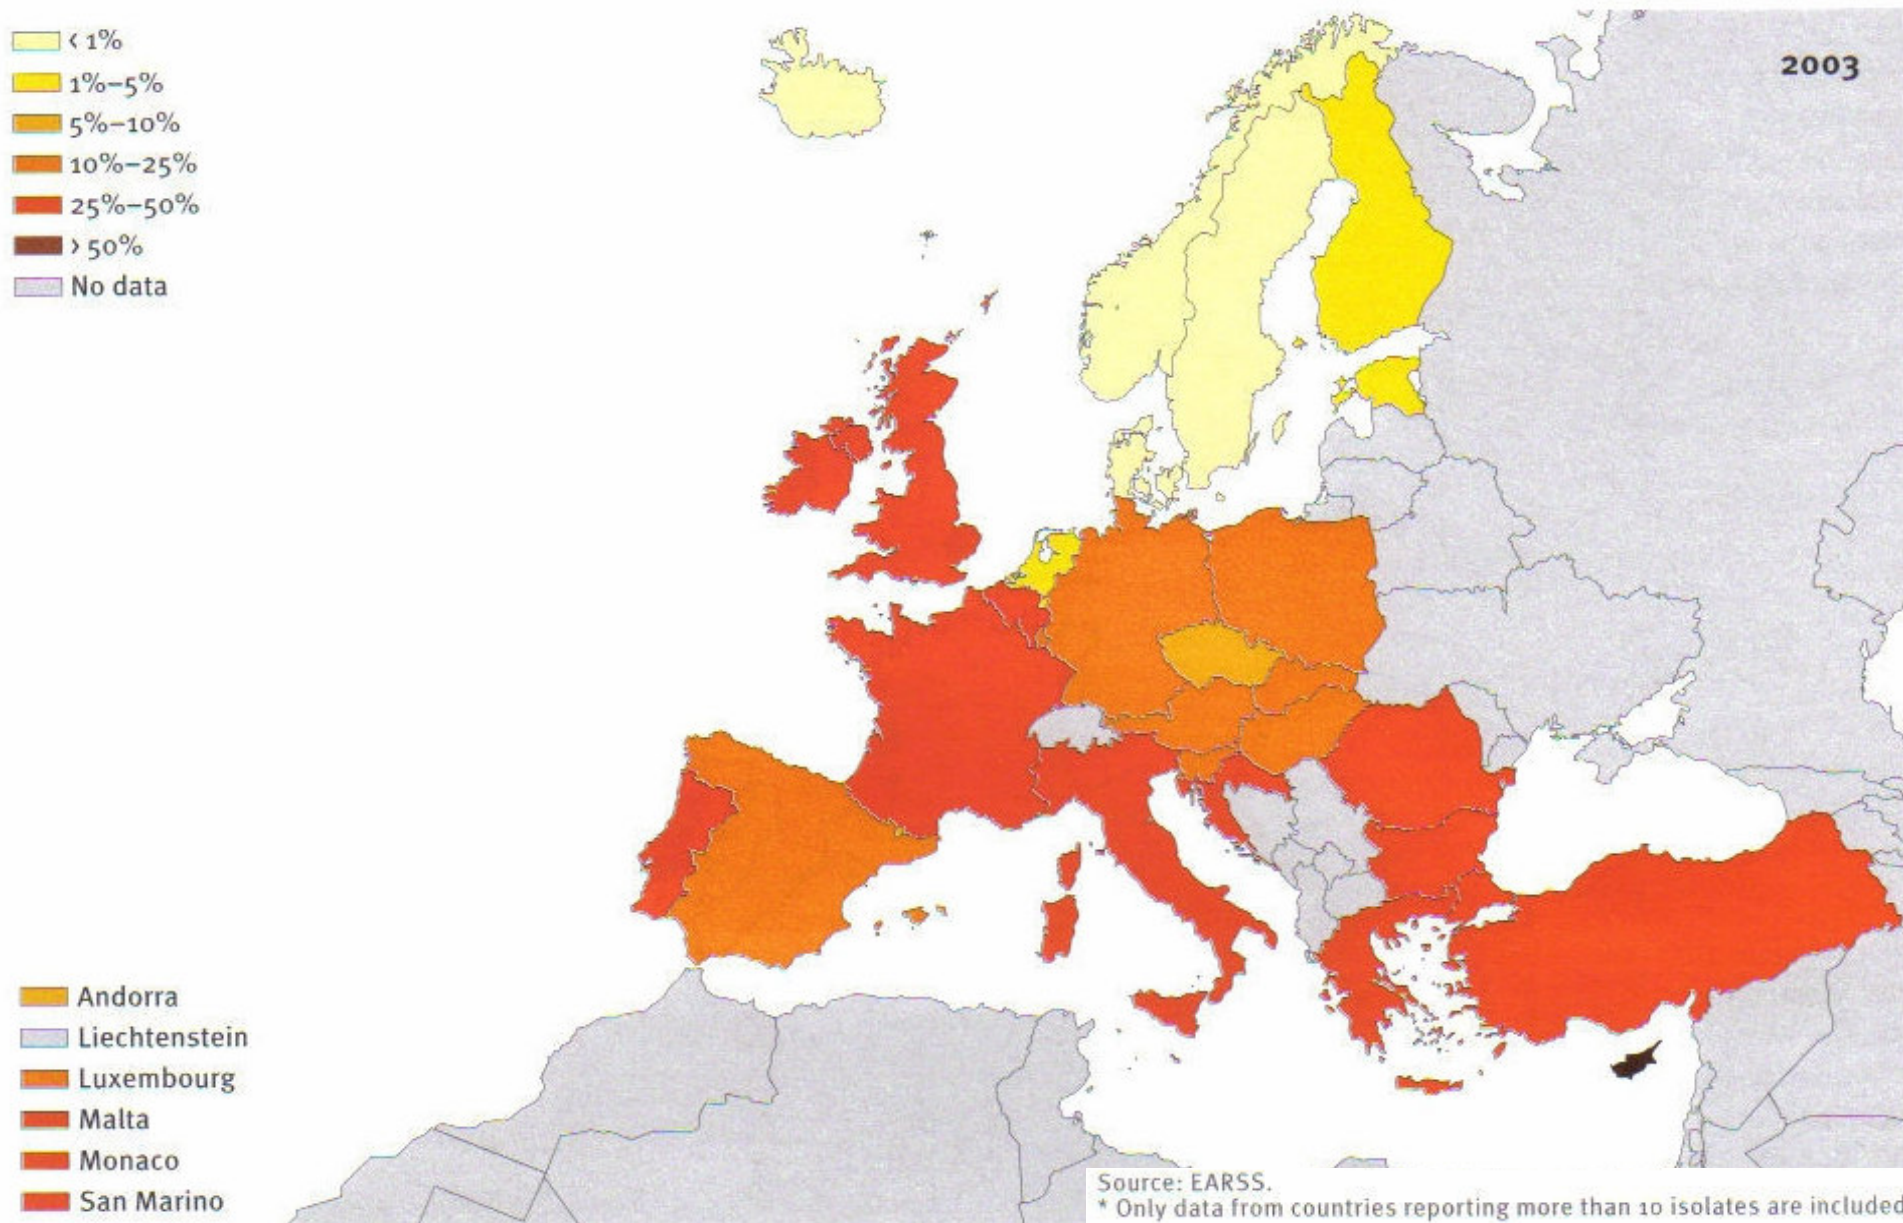 < 1%
1%–5%
5%–10%
10%–25%
25%–50%
> 50%
No data
2003
Andorra
Liechtenstein
Luxembourg
Malta
Monaco
San Marino
Source: EARSS.
* Only data from countries reporting more than 10 isolates are included